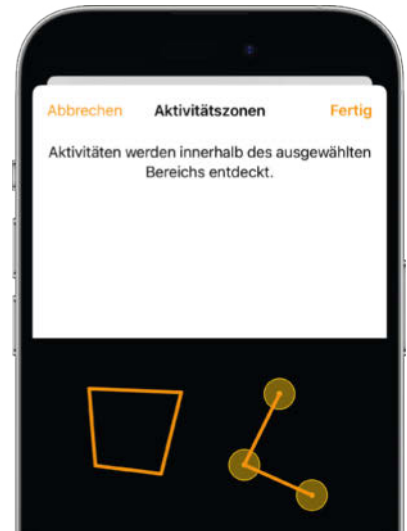 Abbrechen Aktivitätszonen Fertig
Aktivitäten werden innerhalb des ausgewählten
Bereichs entdeckt.